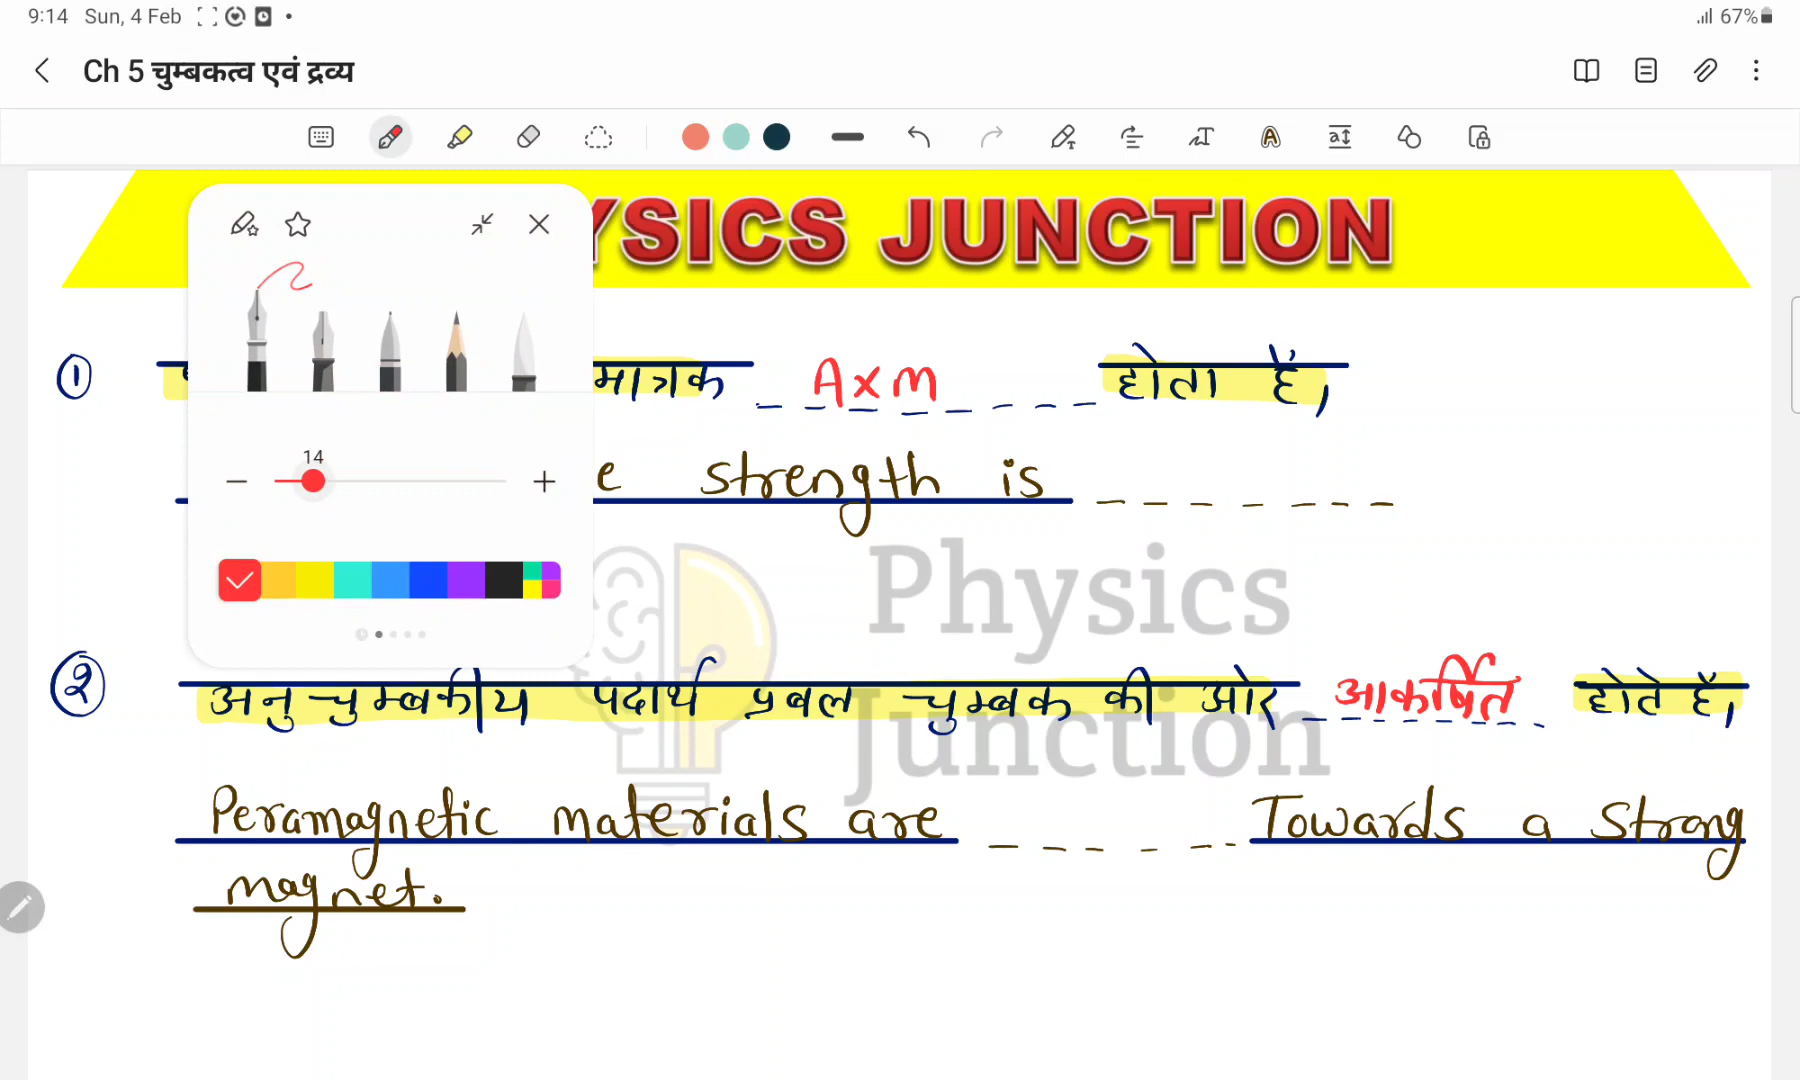 9:14 Sun, 4 Feb 67%
Ch 5 चुम्बकत्व एवं द्रव्य
YSICS JUNCTION
① मात्रक A×m होता है,
14
e strength is
Physics
Junction
② अनुचुम्बकीय पदार्थ प्रबल चुम्बक की ओर आकर्षित होते हैं,
Peramagnetic materials are Towards a strong
magnet.